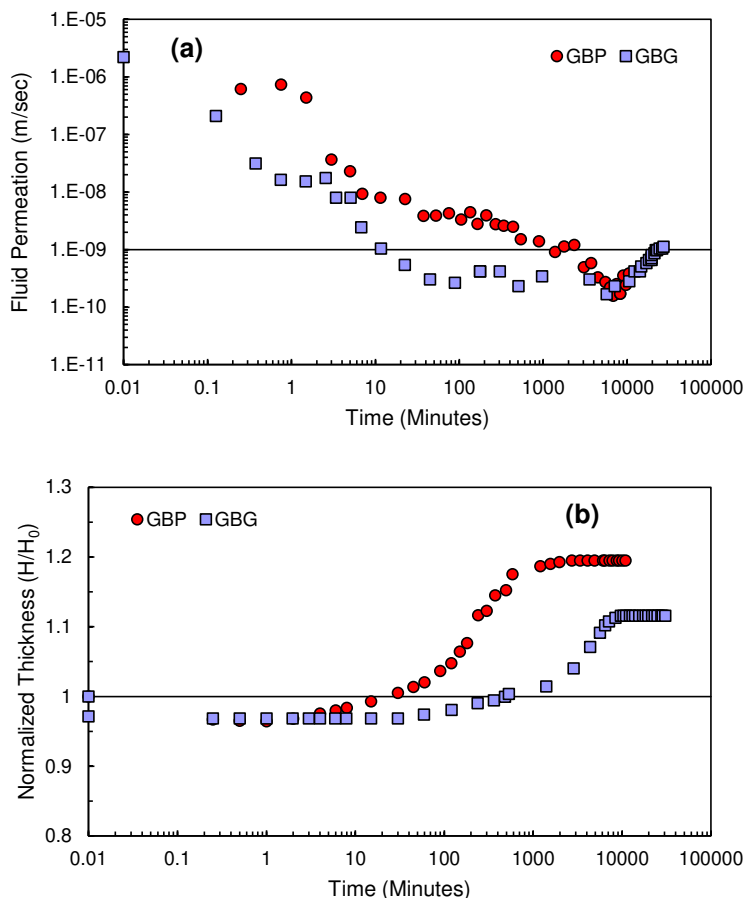 (a)
GBP GBG
Fluid Permeation (m/sec)
1.E-05
1.E-06
1.E-07
1.E-08
1.E-09
1.E-10
1.E-11
0.01 0.1 1 10 100 1000 10000 100000
Time (Minutes)
(b)
GBP GBG
Normalized Thickness (H/H₀)
1.3
1.2
1.1
1
0.9
0.8
0.01 0.1 1 10 100 1000 10000 100000
Time (Minutes)